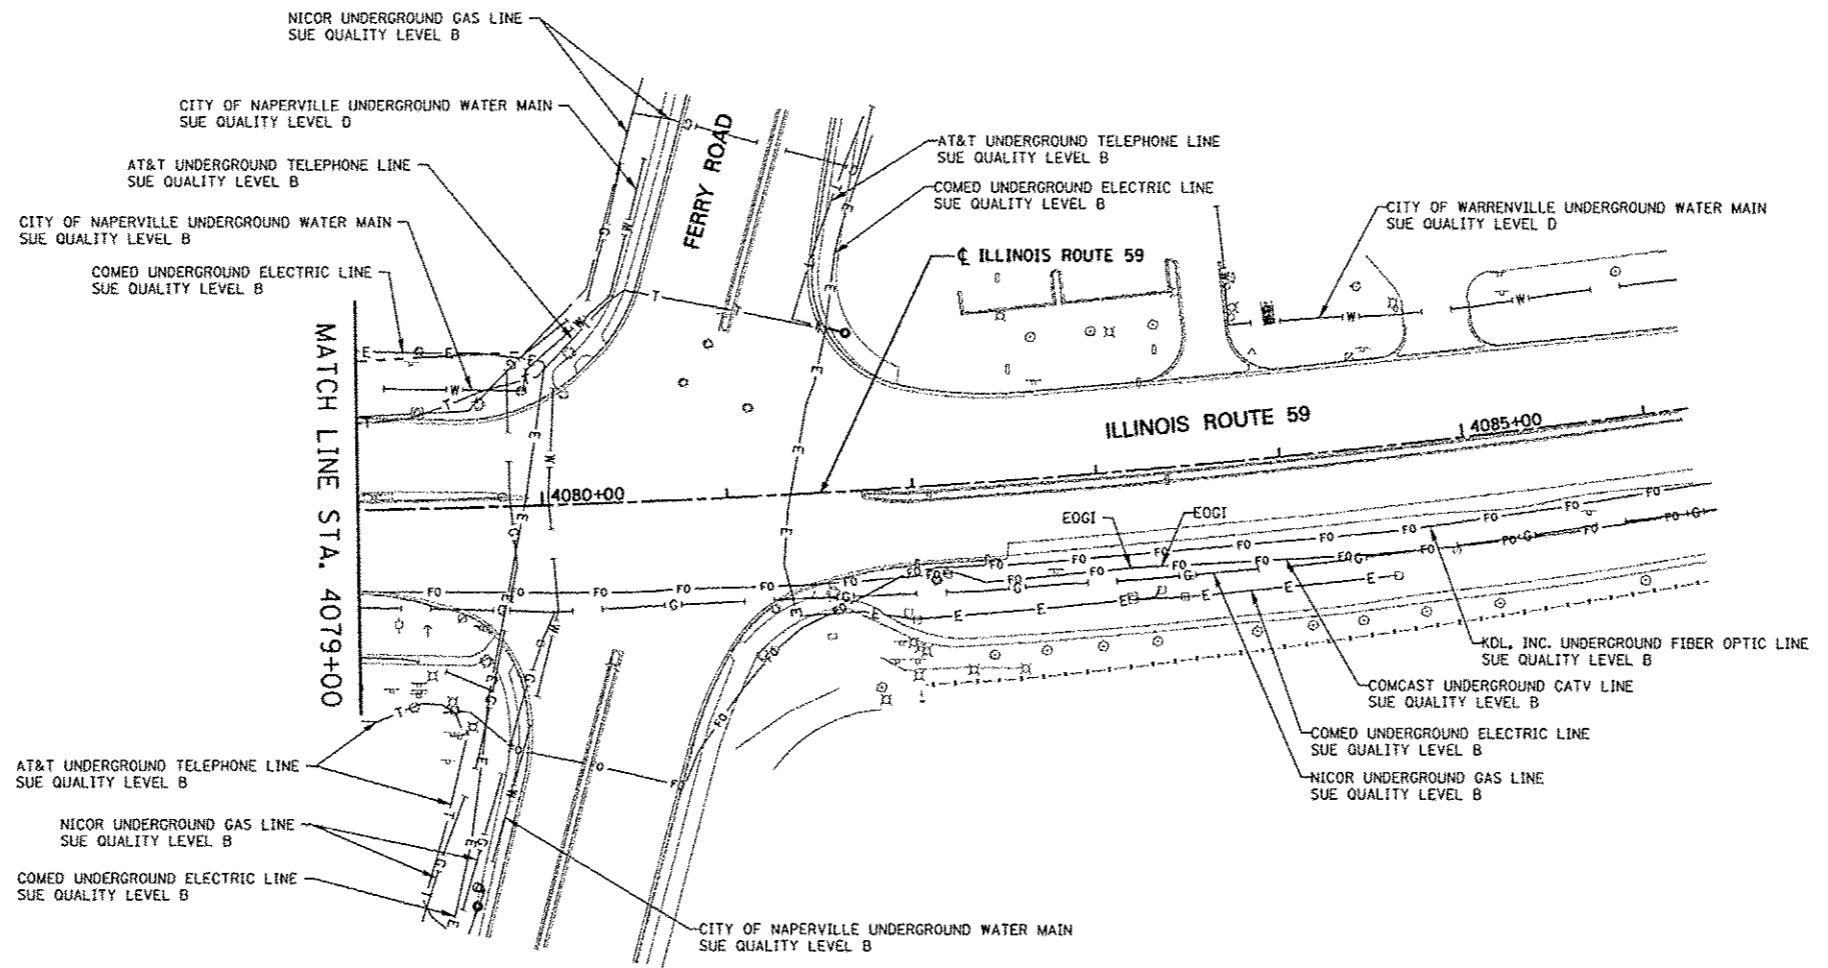 NICOR UNDERGROUND GAS LINE
SUE QUALITY LEVEL B
CITY OF NAPERVILLE UNDERGROUND WATER MAIN
SUE QUALITY LEVEL D
AT&T UNDERGROUND TELEPHONE LINE
SUE QUALITY LEVEL B
CITY OF NAPERVILLE UNDERGROUND WATER MAIN
SUE QUALITY LEVEL B
COMED UNDERGROUND ELECTRIC LINE
SUE QUALITY LEVEL B
FERRY ROAD
AT&T UNDERGROUND TELEPHONE LINE
SUE QUALITY LEVEL B
COMED UNDERGROUND ELECTRIC LINE
SUE QUALITY LEVEL B
CITY OF WARRENVILLE UNDERGROUND WATER MAIN
SUE QUALITY LEVEL D
℄ ILLINOIS ROUTE 59
MATCH LINE STA. 4079+00
ILLINOIS ROUTE 59
4085+00
4080+00
EOGI
EOGI
KDL, INC. UNDERGROUND FIBER OPTIC LINE
SUE QUALITY LEVEL B
COMCAST UNDERGROUND CATV LINE
SUE QUALITY LEVEL B
COMED UNDERGROUND ELECTRIC LINE
SUE QUALITY LEVEL B
NICOR UNDERGROUND GAS LINE
SUE QUALITY LEVEL B
AT&T UNDERGROUND TELEPHONE LINE
SUE QUALITY LEVEL B
NICOR UNDERGROUND GAS LINE
SUE QUALITY LEVEL B
COMED UNDERGROUND ELECTRIC LINE
SUE QUALITY LEVEL B
CITY OF NAPERVILLE UNDERGROUND WATER MAIN
SUE QUALITY LEVEL B